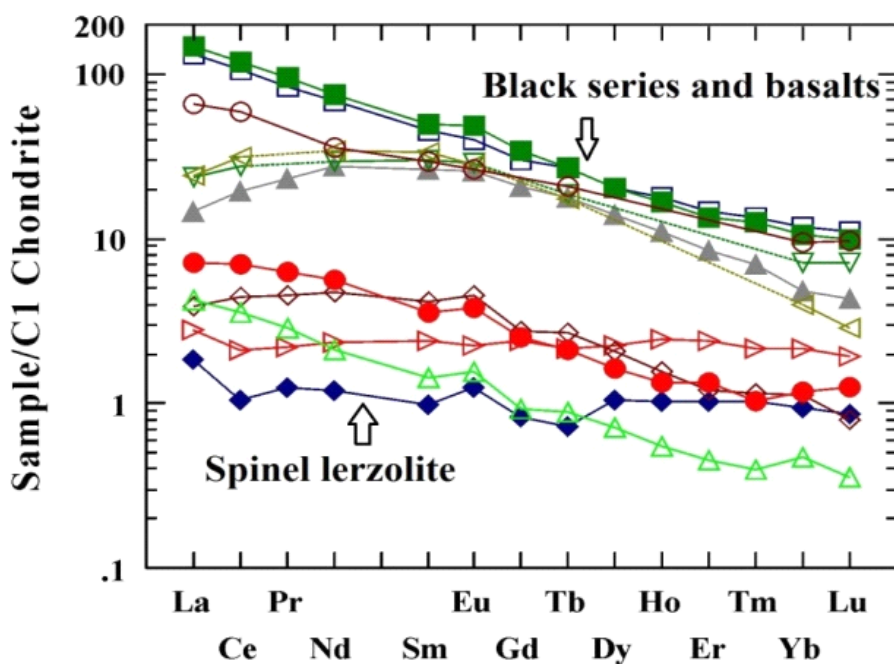 200
100
Black series and basalts
10
Sample/C1 Chondrite
1
Spinel lerzolite
.1
La Pr Eu Tb Ho Tm Lu
Ce Nd Sm Gd Dy Er Yb